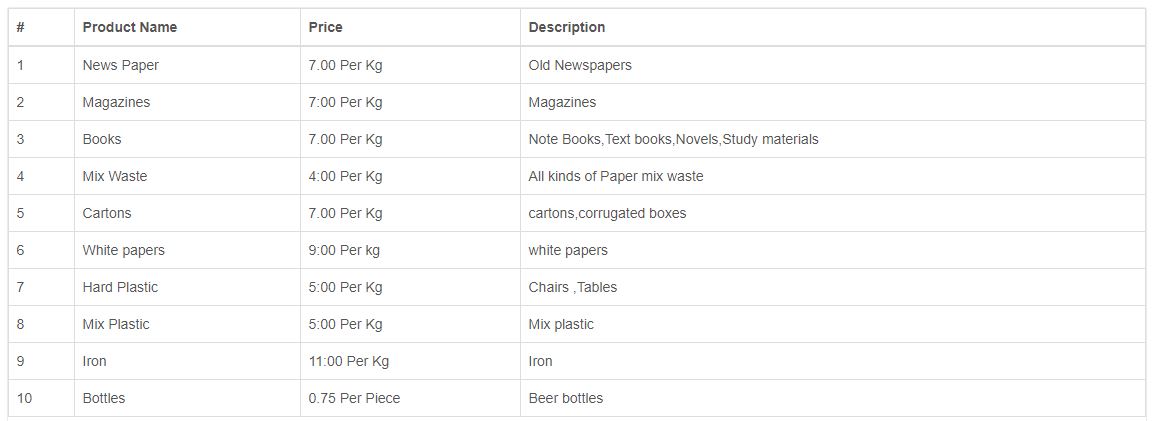 # Product Name Price Description
1 News Paper 7.00 Per Kg Old Newspapers
2 Magazines 7:00 Per Kg Magazines
3 Books 7.00 Per Kg Note Books,Text books,Novels,Study materials
4 Mix Waste 4:00 Per Kg All kinds of Paper mix waste
5 Cartons 7.00 Per Kg cartons,corrugated boxes
6 White papers 9:00 Per kg white papers
7 Hard Plastic 5:00 Per Kg Chairs ,Tables
8 Mix Plastic 5:00 Per Kg Mix plastic
9 Iron 11:00 Per Kg Iron
10 Bottles 0.75 Per Piece Beer bottles